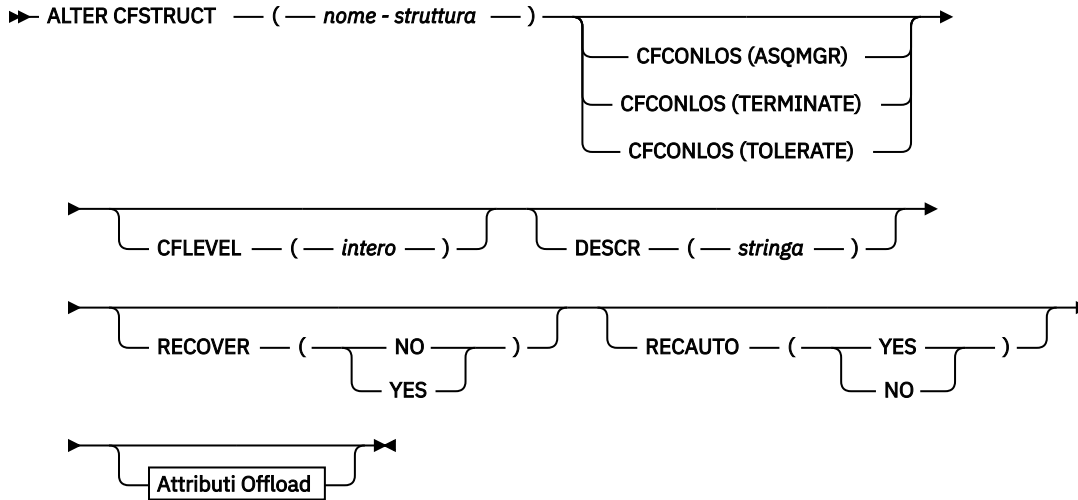 ALTER CFSTRUCT ( nome - struttura )
CFCONLOS (ASQMGR)
CFCONLOS (TERMINATE)
CFCONLOS (TOLERATE)
CFLEVEL ( intero ) DESCR ( stringa )
RECOVER ( NO ) RECAUTO ( YES )
YES NO
Attributi Offload